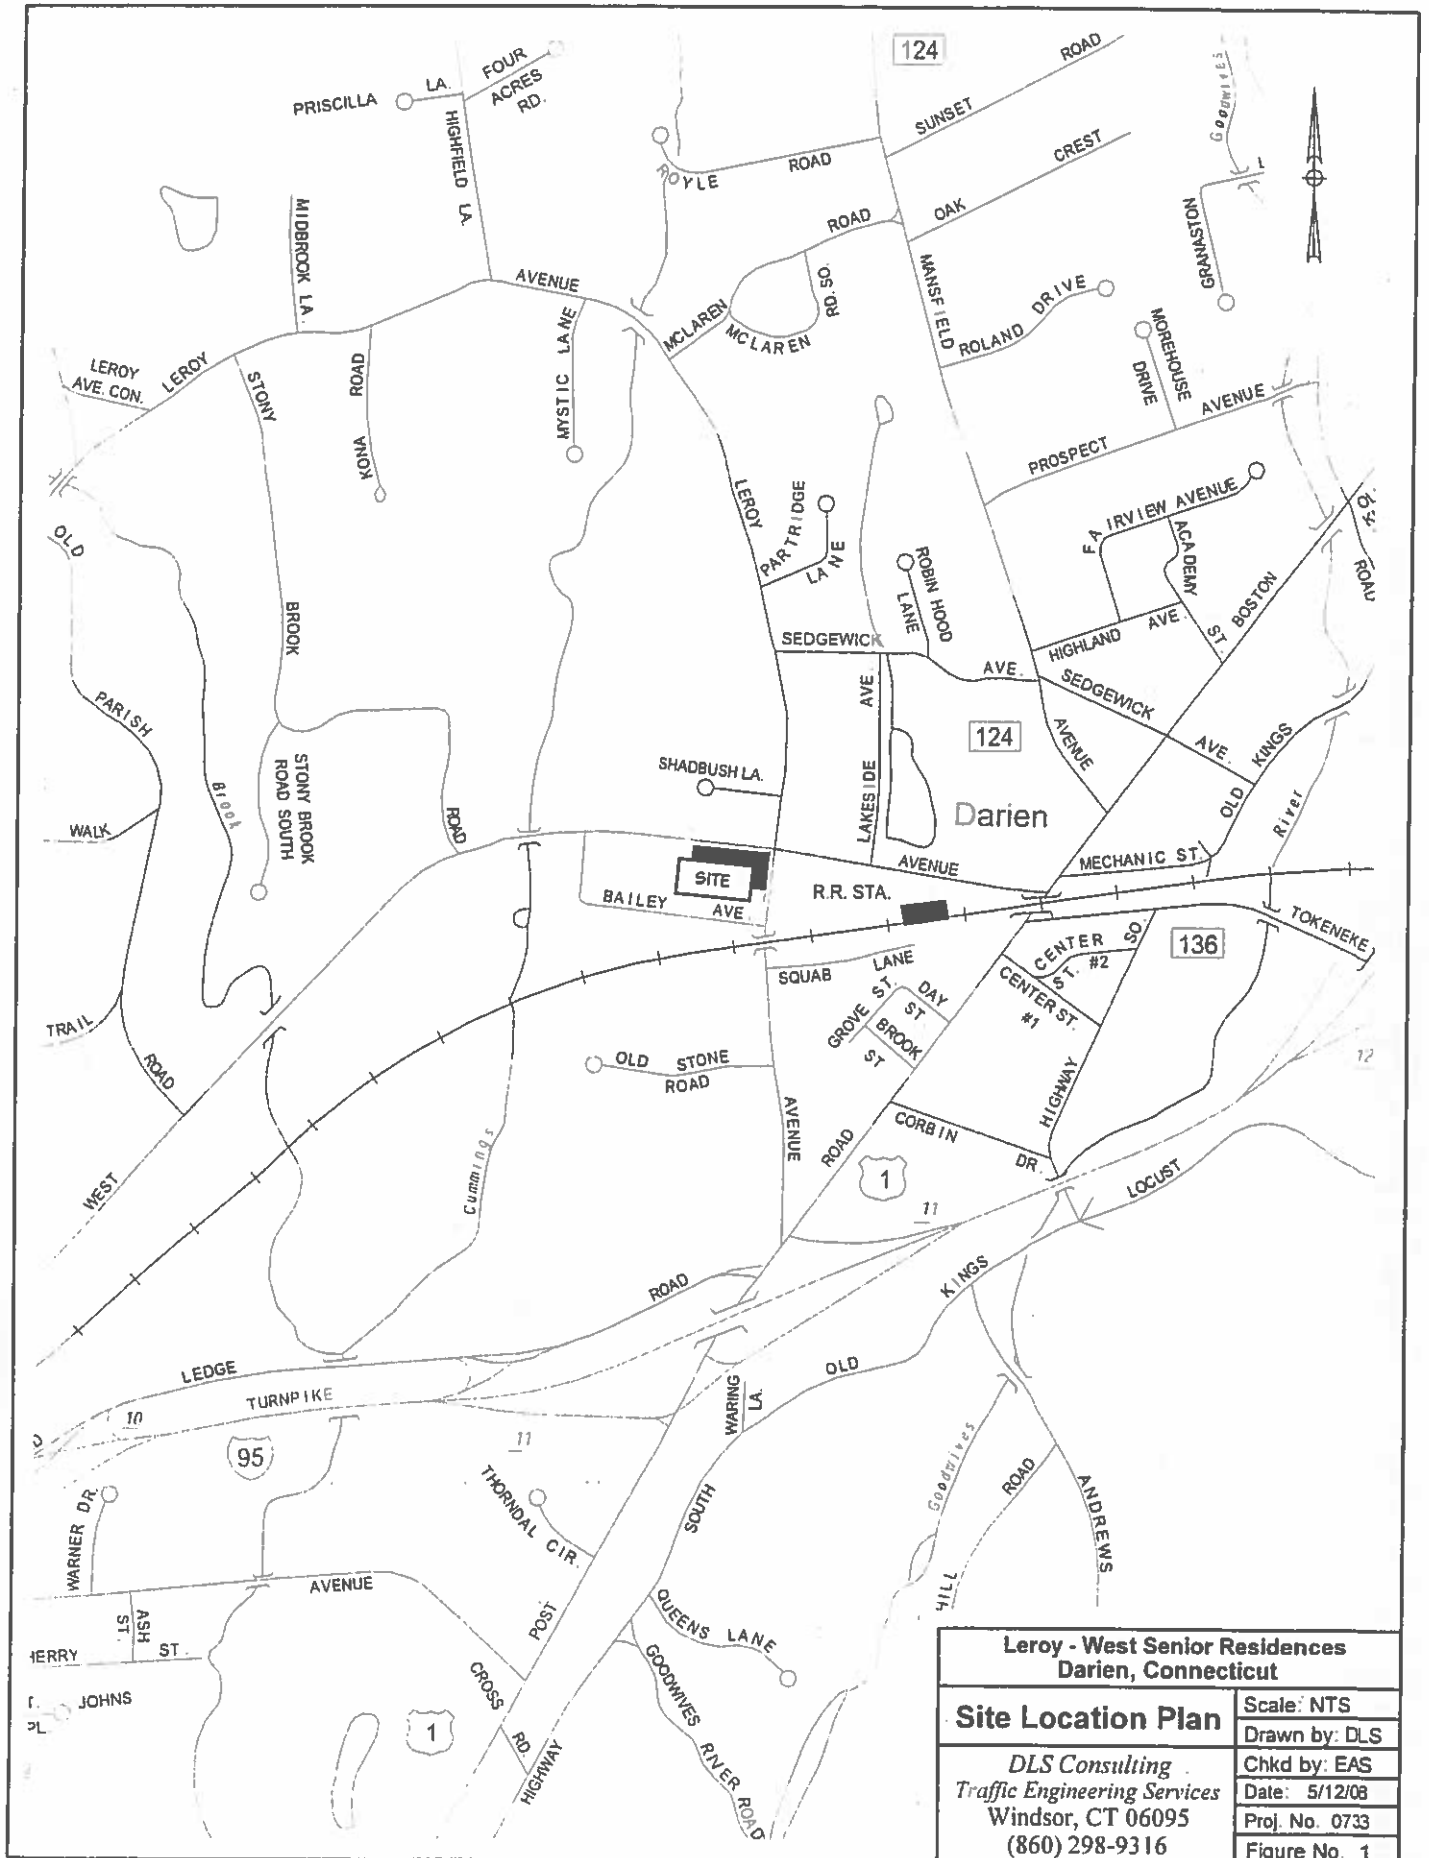 124
ROAD
SUNSET
FOUR
ACRES
RD.
LA.
PRISCILLA
HIGHFIELD LA.
ROYLE
ROAD
OAK
CREST
Goodwives
GRANASTON
MIDBROOK LA.
AVENUE
MCLAREN
ROAD
RD. SO.
MCLAREN
MANSFIELD
ROLAND DRIVE
MOREHOUSE
DRIVE
LEROY
AVE. CON.
LEROY
STONY
ROAD
KONA
MYSTIC LANE
PROSPECT
AVENUE
OLD
LEROY
PARTRIDGE
LANE
ROBIN HOOD
LANE
FAIRVIEW AVENUE
ACADEMY
ST.
BOSTON
ROAD
BROOK
SEDGEWICK
AVE.
HIGHLAND
AVE.
SEDGEWICK
AVE.
PARISH
STONY BROOK
ROAD SOUTH
ROAD
Brook
SHADBUSH LA.
LAKESIDE
AVE.
124
AVENUE
Darien
OLD
KINGS
River
WALK
SITE
BAILEY
AVE
R.R. STA.
AVENUE
MECHANIC ST.
TOKENEKE
136
SQUAB
LANE
CENTER
ST. #2
SO.
CENTER ST.
#1
GROVE ST.
DAY
ST
BROOK
ST
TRAIL
ROAD
OLD STONE
ROAD
AVENUE
ROAD
CORBIN
DR.
HIGHWAY
12
WEST
Cummings
1
11
LOCUST
KINGS
ROAD
LEDGE
TURNPIKE
OLD
WARING
LA.
10
95
11
THORNDAL CIR.
SOUTH
Goodwives
ROAD
HILL
ANDREWS
WARNER DR.
AVENUE
ASH
ST.
HERRY
ST.
JOHNS
PL
POST
QUEENS LANE
GOODWIVES
RIVER ROAD
CROSS
RD.
HIGHWAY
1
Leroy - West Senior Residences
Darien, Connecticut
Site Location Plan
Scale: NTS
Drawn by: DLS
DLS Consulting
Traffic Engineering Services
Windsor, CT 06095
(860) 298-9316
Chkd by: EAS
Date: 5/12/08
Proj. No. 0733
Figure No. 1